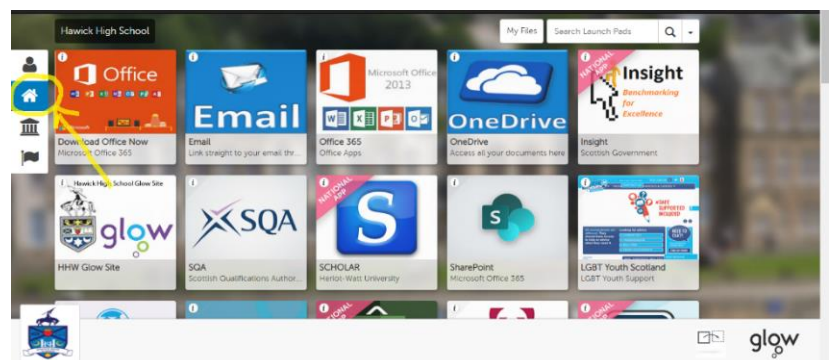 Hawick High School
My Files
Search Launch Pads
Office
Download Office Now
Microsoft Office 365
Email
Email
Link straight to your email thr...
Microsoft Office
2013
Office 365
Office Apps
OneDrive
OneDrive
Access all your documents here
NATIONAL APP
Insight
Benchmarking
for
Excellence
Insight
Scottish Government
Hawick High School Glow Site
glow
HHW Glow Site
SQA
SQA
Scottish Qualifications Author...
NATIONAL APP
S
SCHOLAR
Heriot-Watt University
S
SharePoint
Microsoft Office 365
LGBT Youth Scotland
LGBT Youth Support
NATIONAL
glow